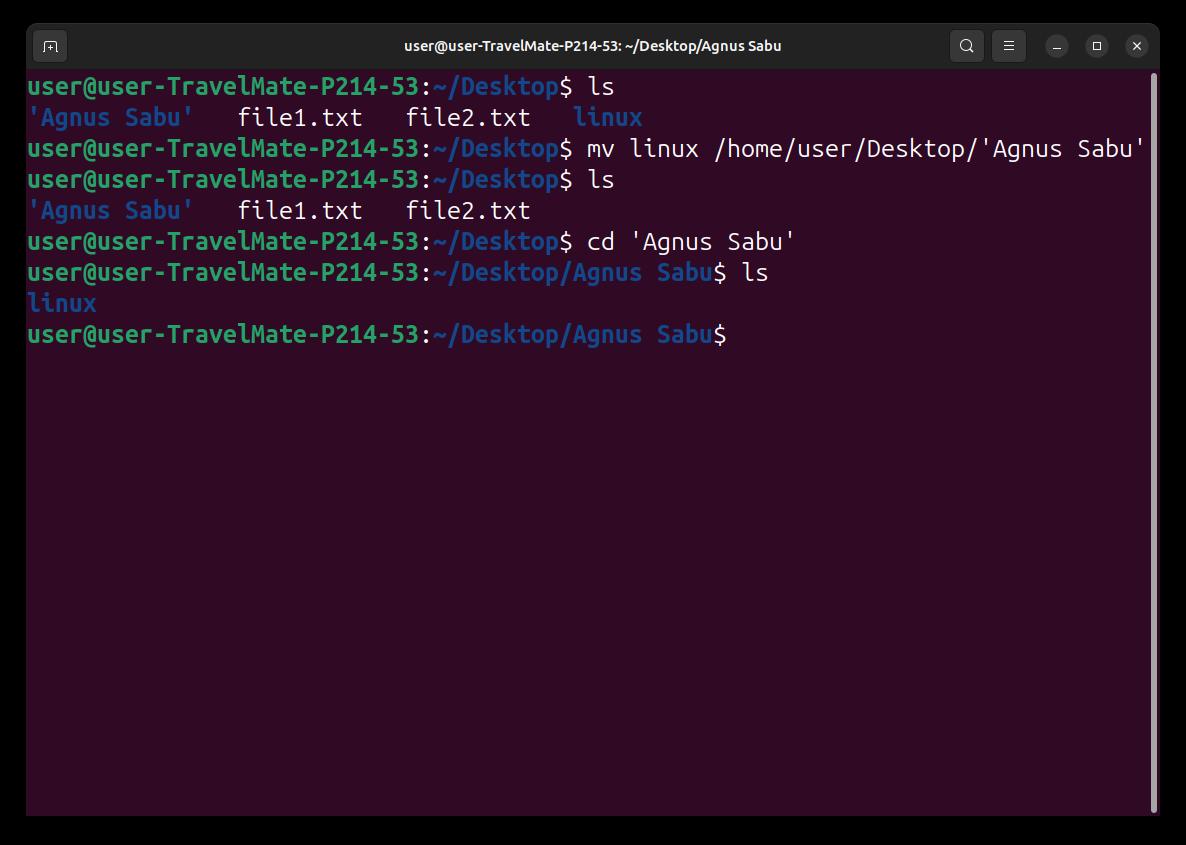 user@user-TravelMate-P214-53: ~/Desktop/Agnus Sabu
user@user-TravelMate-P214-53:~/Desktop$ ls
'Agnus Sabu'   file1.txt   file2.txt   linux
user@user-TravelMate-P214-53:~/Desktop$ mv linux /home/user/Desktop/'Agnus Sabu'
user@user-TravelMate-P214-53:~/Desktop$ ls
'Agnus Sabu'   file1.txt   file2.txt
user@user-TravelMate-P214-53:~/Desktop$ cd 'Agnus Sabu'
user@user-TravelMate-P214-53:~/Desktop/Agnus Sabu$ ls
linux
user@user-TravelMate-P214-53:~/Desktop/Agnus Sabu$